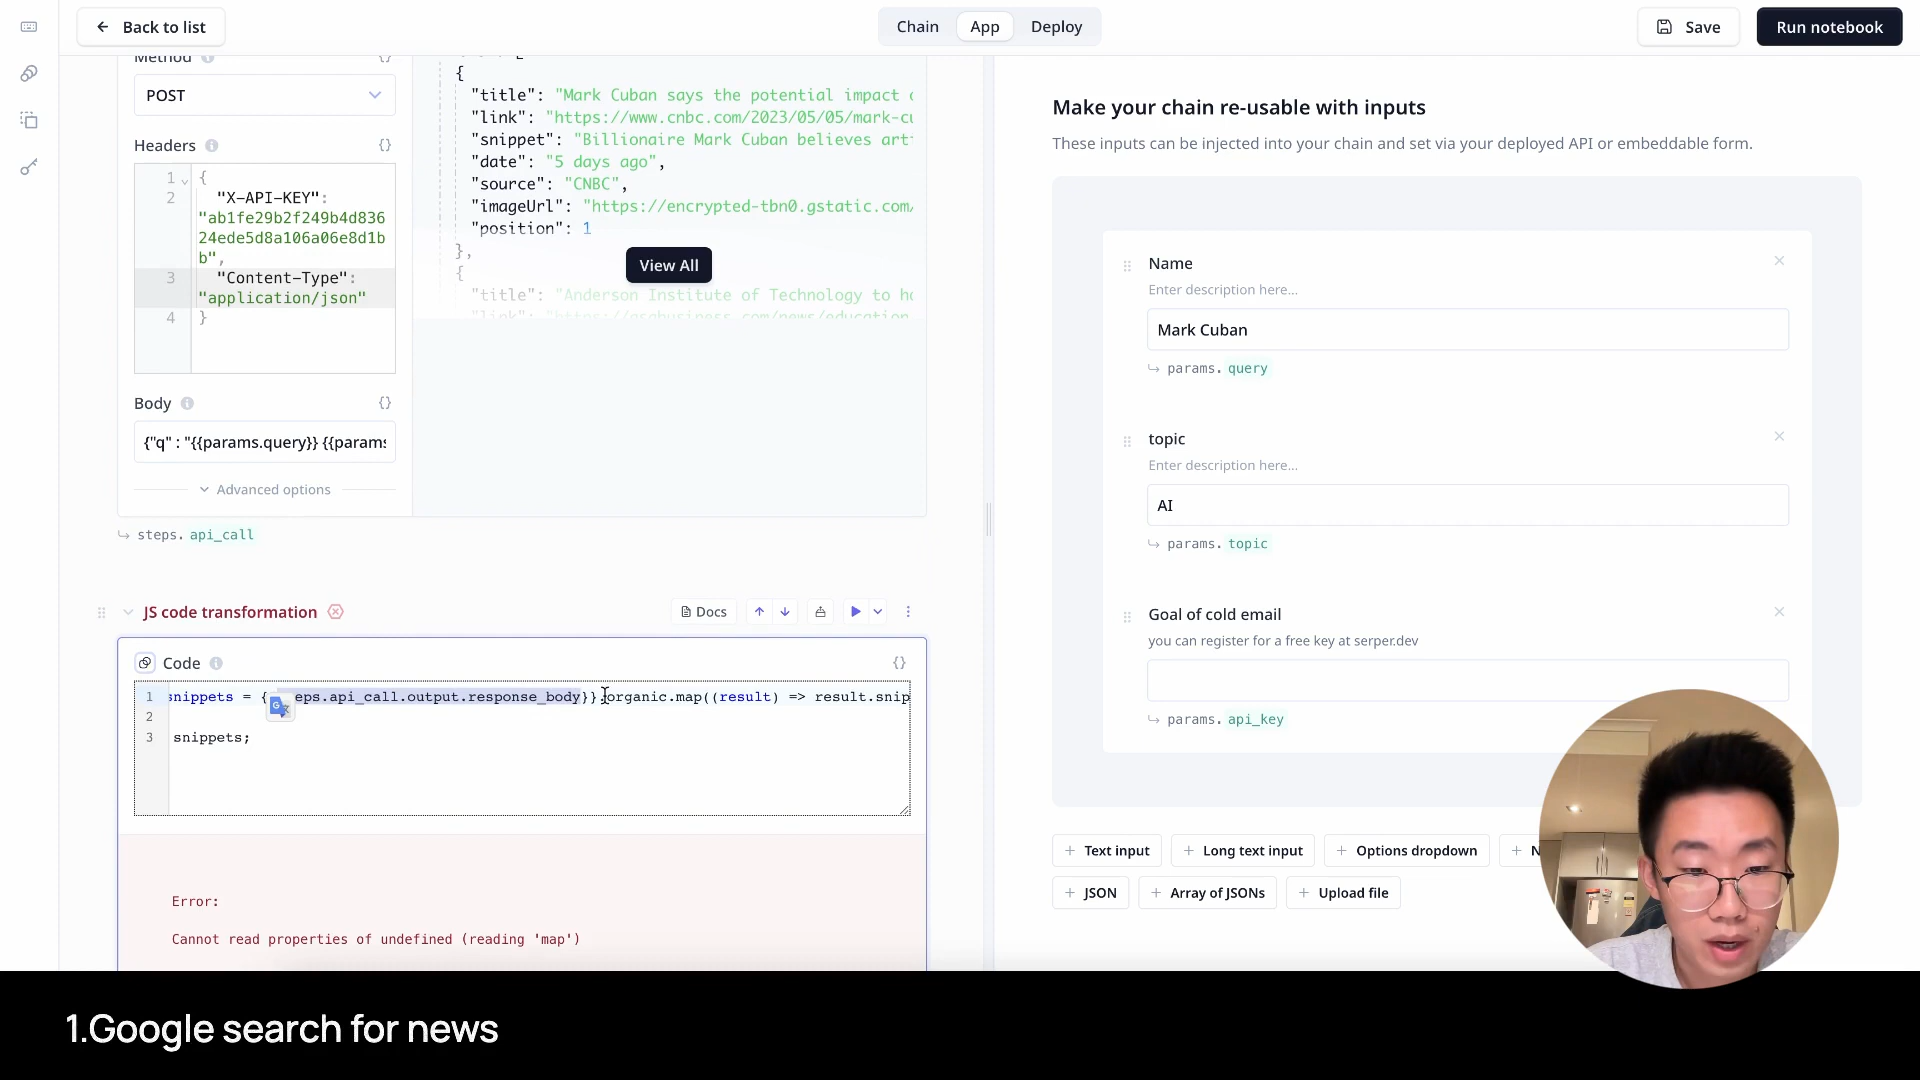 Back to list
Chain
App
Deploy
Save
Run notebook
Method
POST
Headers
1 {
2 "X-API-KEY":
"ab1fe29b2f249b4d836
24ede5d8a106a06e8d1b
b",
3 "Content-Type":
"application/json"
4 }
Body
{"q" : "{{params.query}} {{params
Advanced options
steps. api_call
{
"title": "Mark Cuban says the potential impact
"link": "https://www.cnbc.com/2023/05/05/mark-cu
"snippet": "Billionaire Mark Cuban believes art
"date": "5 days ago",
"source": "CNBC",
"imageUrl": "https://encrypted-tbn0.gstatic.com/
"position": 1
},
{
View All
"title": "Anderson Institute of Technology to ho
"link": "https://gsabusiness.com/news/education
JS code transformation
Docs
Code
{}
1 snippets = { eps.api_call.output.response_body}}.organic.map((result) => result.snip
2
3 snippets;
Error:
Cannot read properties of undefined (reading 'map')
Make your chain re-usable with inputs
These inputs can be injected into your chain and set via your deployed API or embeddable form.
Name
Enter description here...
Mark Cuban
params. query
topic
Enter description here...
AI
params. topic
Goal of cold email
you can register for a free key at serper.dev
params. api_key
+ Text input
+ Long text input
+ Options dropdown
+ N
+ JSON
+ Array of JSONs
+ Upload file
1.Google search for news